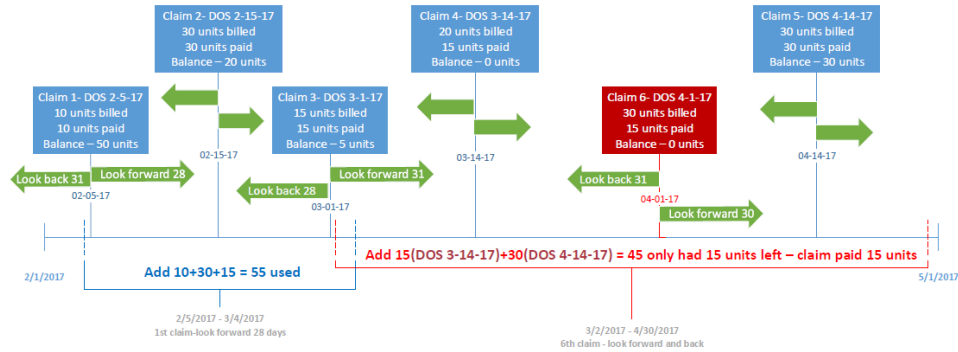 Claim 2- DOS 2-15-17
30 units billed
30 units paid
Balance – 20 units
Claim 4- DOS 3-14-17
20 units billed
15 units paid
Balance – 0 units
Claim 5- DOS 4-14-17
30 units billed
30 units paid
Balance – 30 units
Claim 1- DOS 2-5-17
10 units billed
10 units paid
Balance – 50 units
Claim 3- DOS 3-1-17
15 units billed
15 units paid
Balance – 5 units
Claim 6- DOS 4-1-17
30 units billed
15 units paid
Balance – 0 units
02-15-17
03-14-17
04-14-17
Look back 31
Look forward 28
02-05-17
Look back 28
Look forward 31
03-01-17
Look back 31
04-01-17
Look forward 30
Add 10+30+15 = 55 used
Add 15(DOS 3-14-17)+30(DOS 4-14-17) = 45 only had 15 units left – claim paid 15 units
2/1/2017
5/1/2017
2/5/2017 - 3/4/2017
1st claim-look forward 28 days
3/2/2017 - 4/30/2017
6th claim - look forward and back